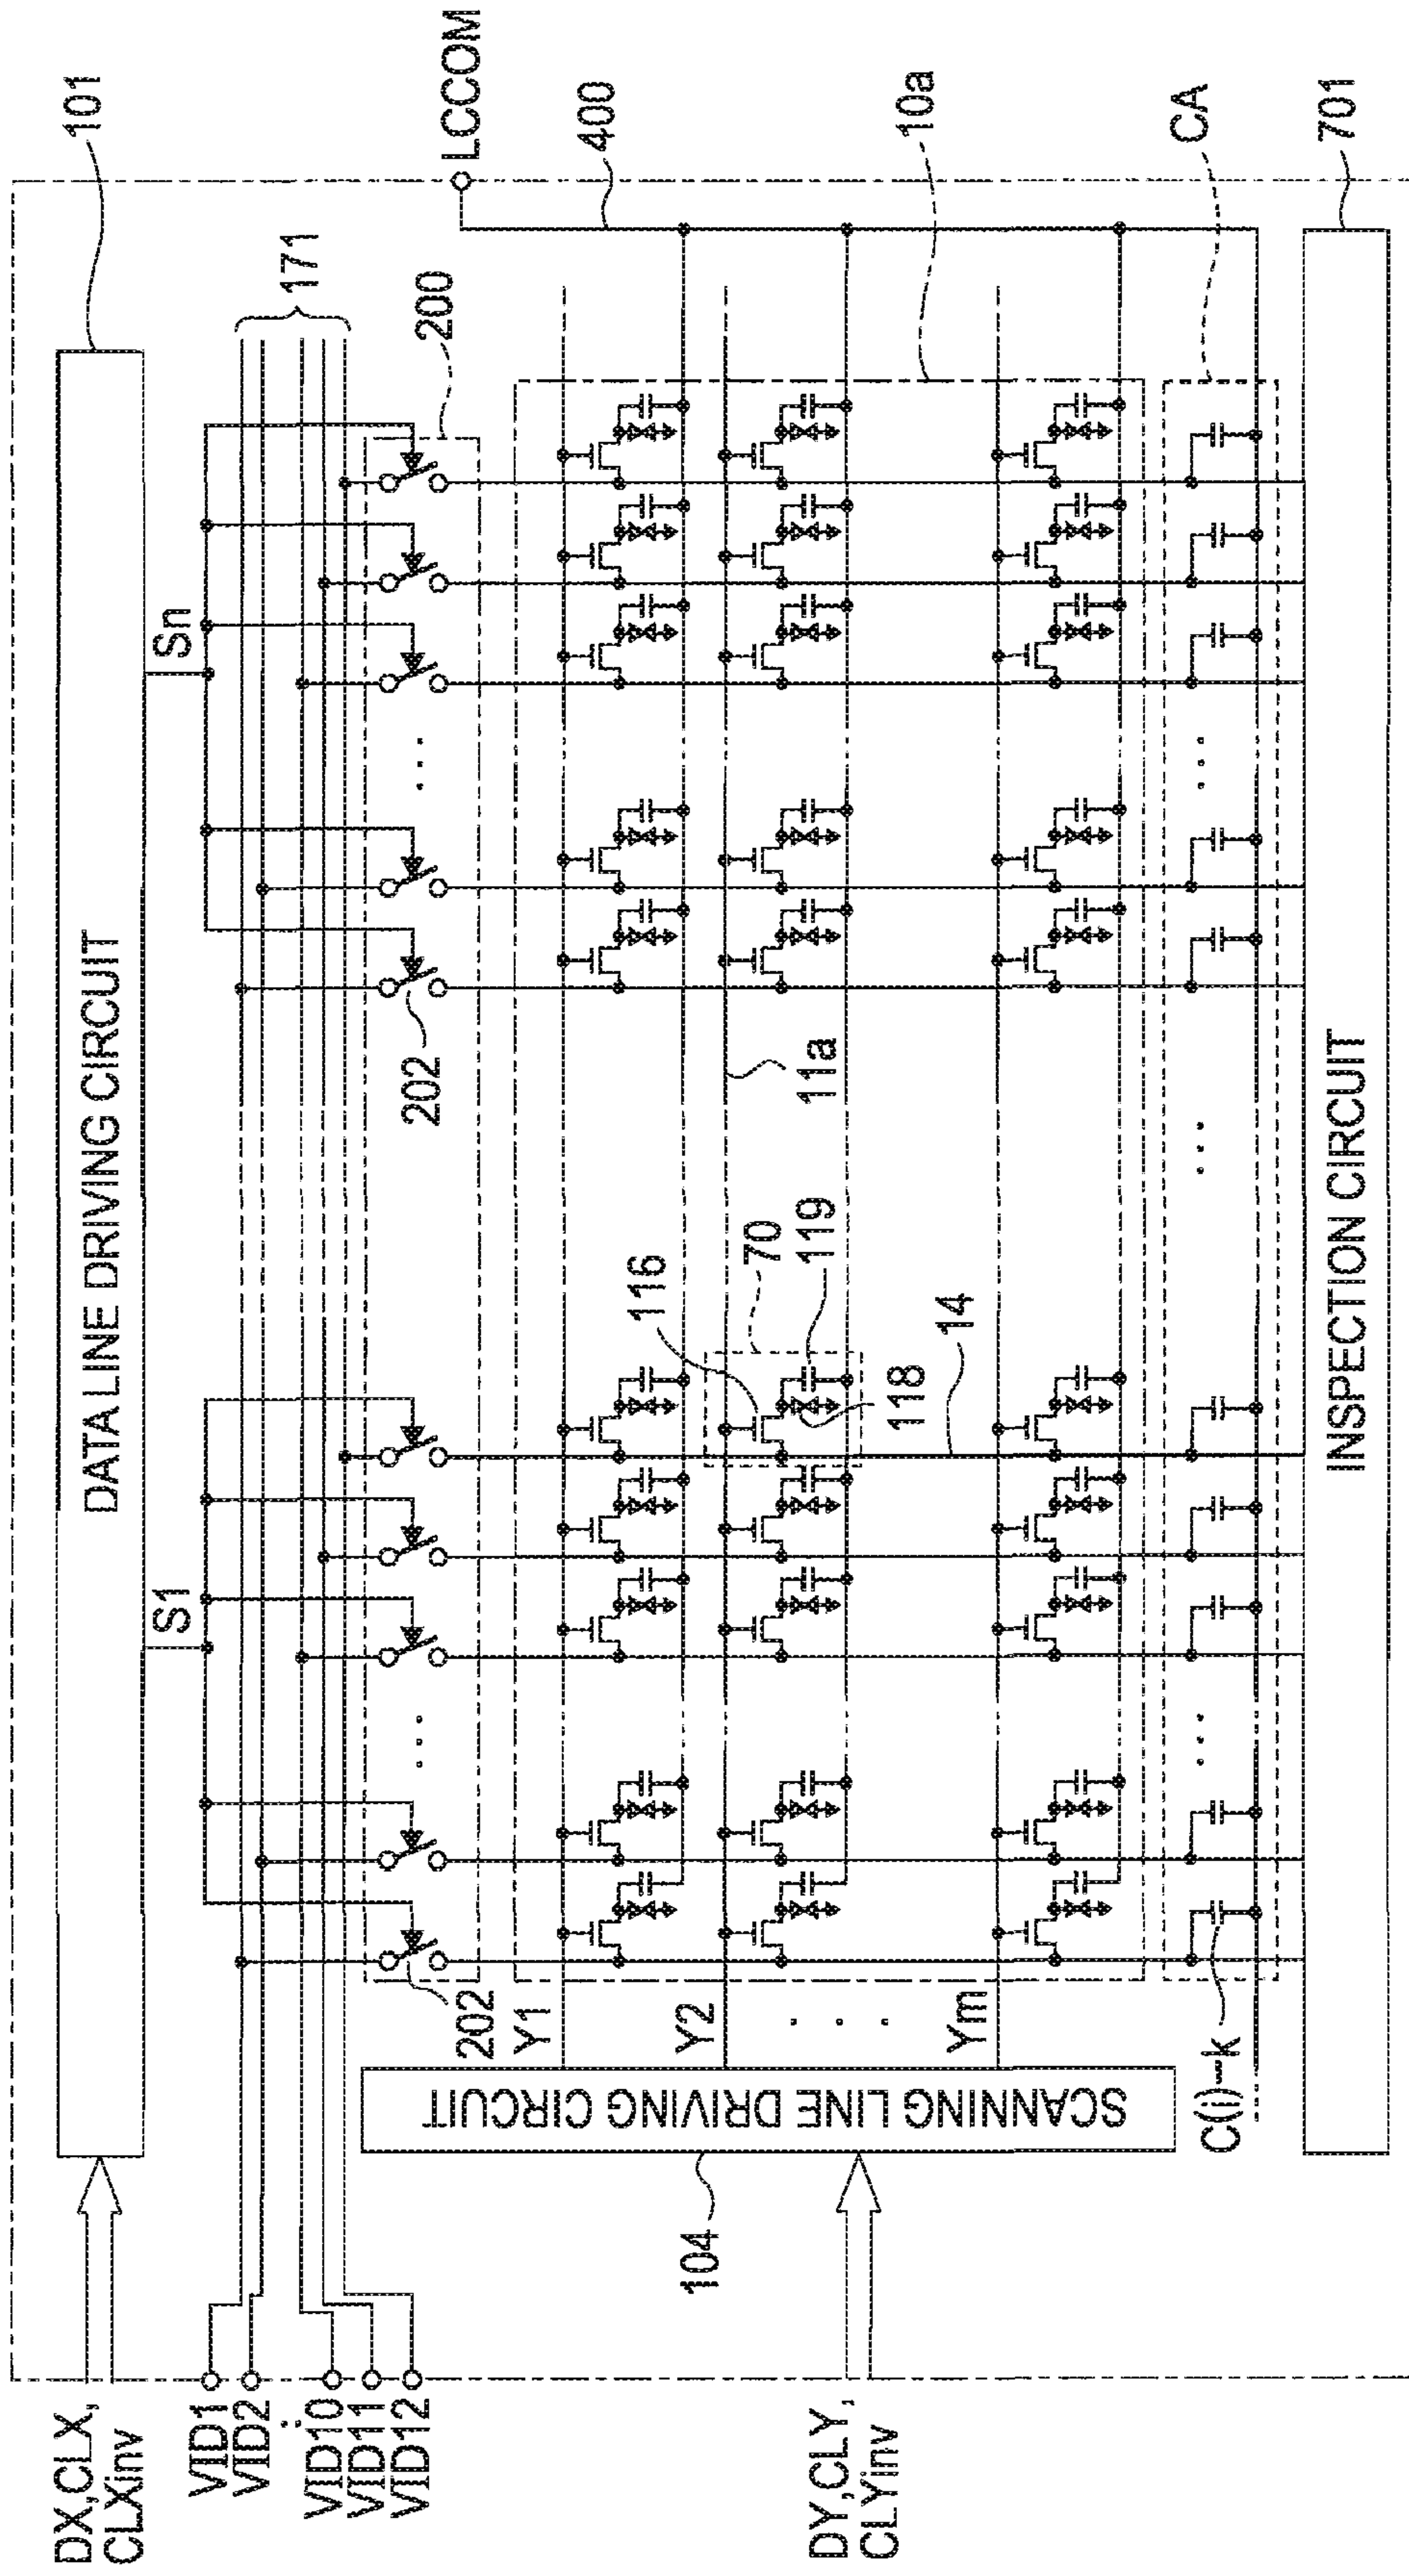 DX,CLX,
CLXinv
VID1
VID2
:
VID10
VID11
VID12
DY,CLY,
CLYinv
DATA LINE DRIVING CIRCUIT
101
S1
Sn
171
200
LCCOM
400
10a
CA
701
202
202
Y1
Y2
. . .
Ym
SCANNING LINE DRIVING CIRCUIT
104
116
70
119
118
14
11a
. . .
. . .
. . .
. . .
. . .
C(i)-k
INSPECTION CIRCUIT